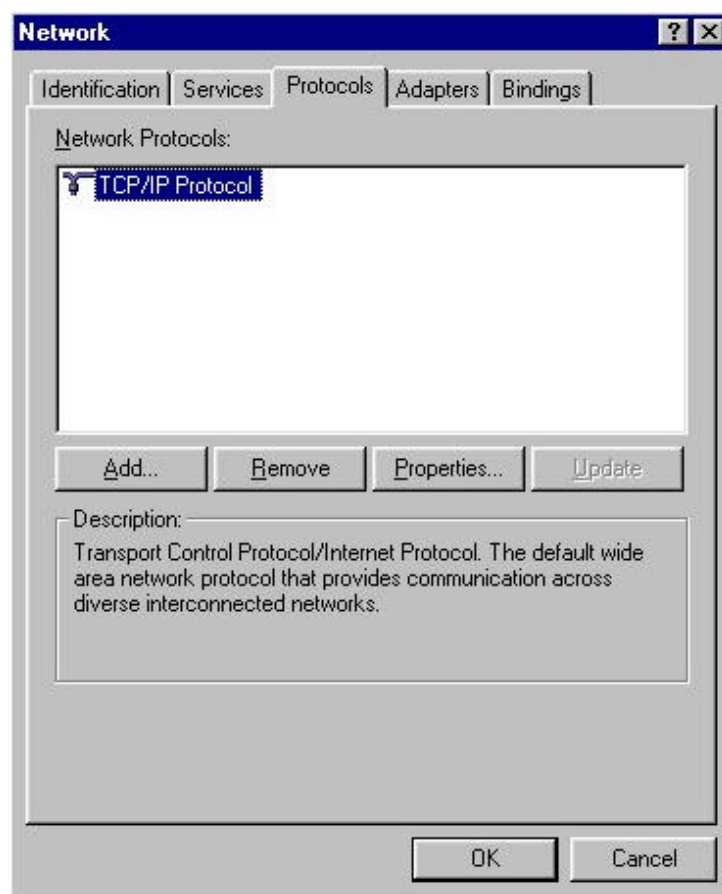 Network
Identification Services Protocols Adapters Bindings
Network Protocols:
TCP/IP Protocol
Add... Remove Properties... Update
Description:
Transport Control Protocol/Internet Protocol. The default wide
area network protocol that provides communication across
diverse interconnected networks.
OK Cancel